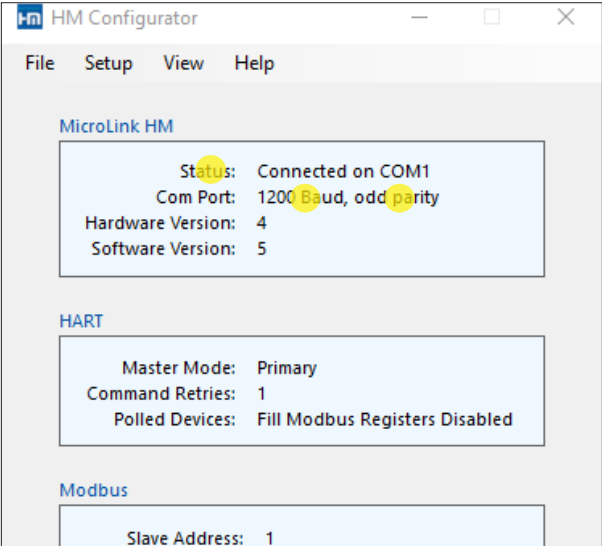 Hm HM Configurator
File Setup View Help
MicroLink HM
Status: Connected on COM1
Com Port: 1200 Baud, odd parity
Hardware Version: 4
Software Version: 5
HART
Master Mode: Primary
Command Retries: 1
Polled Devices: Fill Modbus Registers Disabled
Modbus
Slave Address: 1